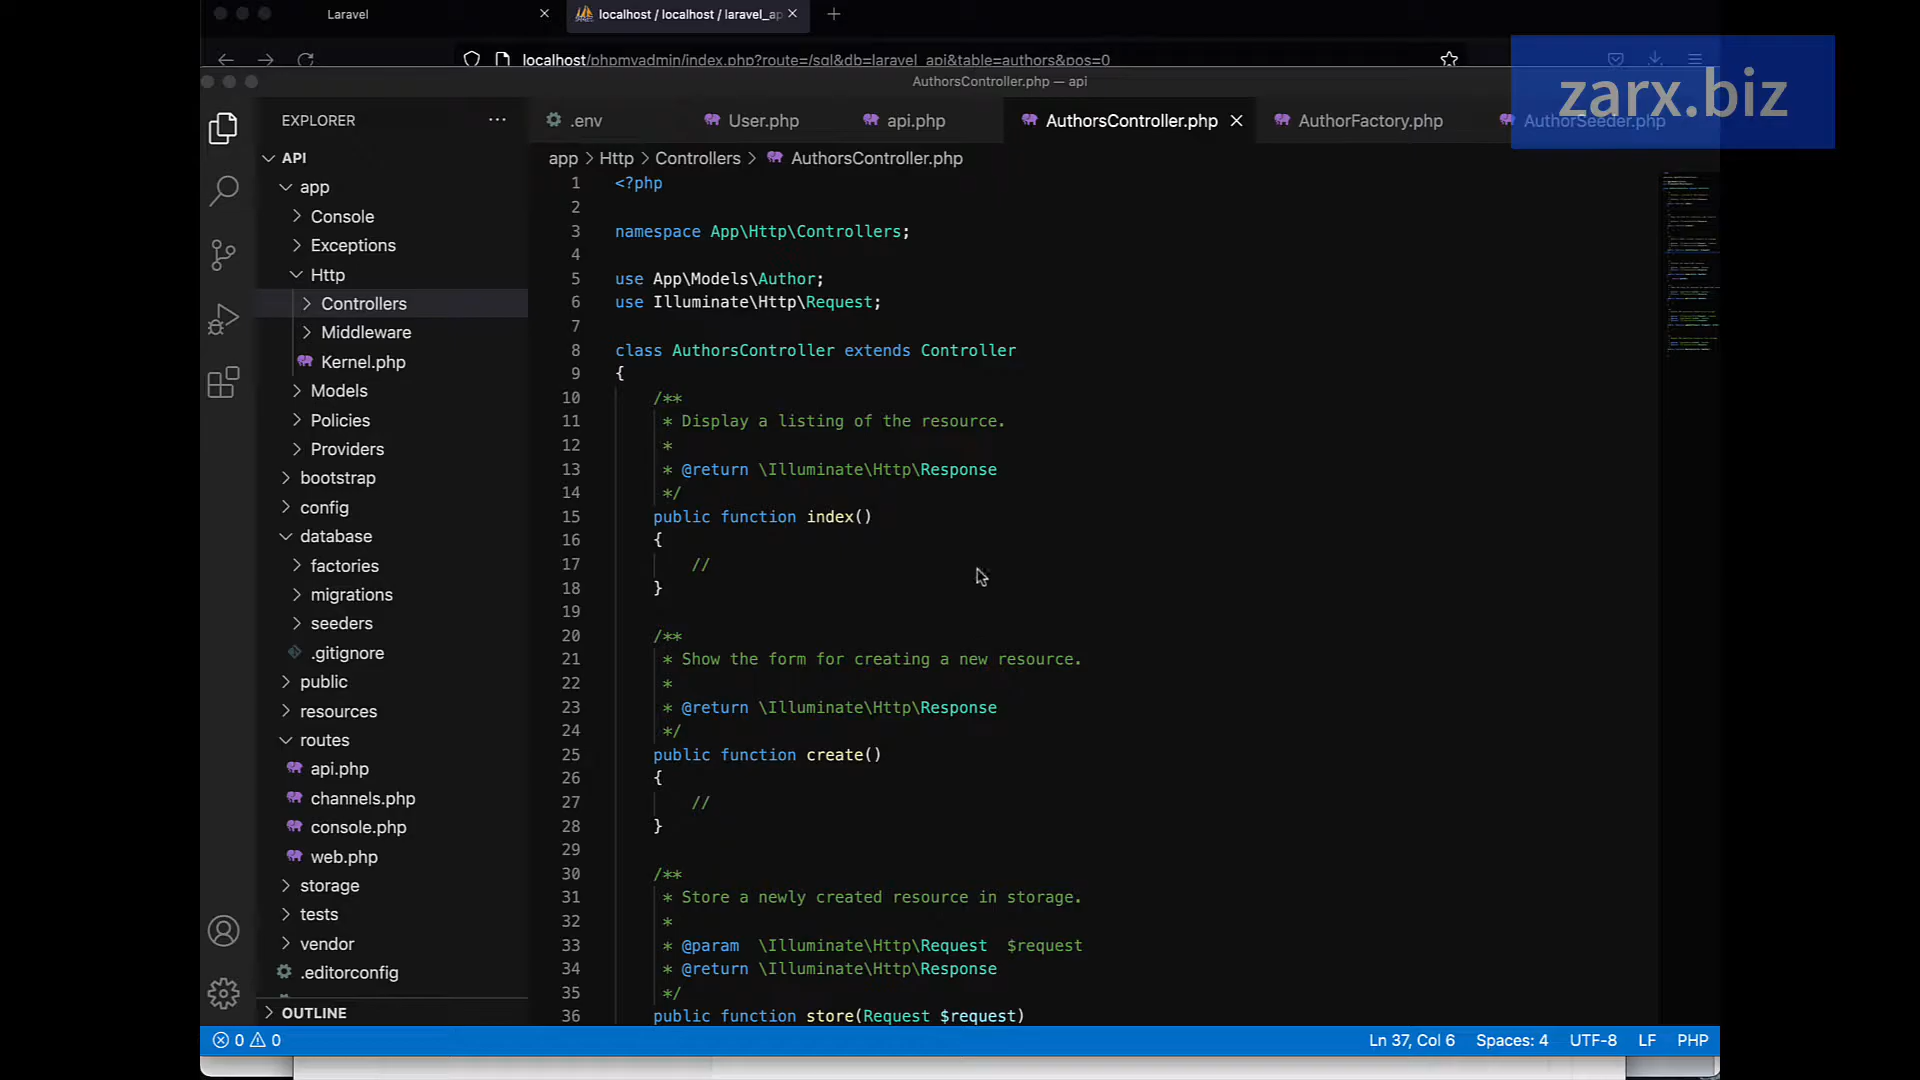 Laravel
localhost / localhost / laravel_ap
localhost/phpmyadmin/index.php?route=/sql&db=laravel_api&table=authors&pos=0
AuthorsController.php — api
zarx.biz
EXPLORER
.env
User.php
api.php
AuthorsController.php
AuthorFactory.php
AuthorSeeder.php
app > Http > Controllers > AuthorsController.php
API
app
Console
Exceptions
Http
Controllers
Middleware
Kernel.php
Models
Policies
Providers
bootstrap
config
database
factories
migrations
seeders
.gitignore
public
resources
routes
api.php
channels.php
console.php
web.php
storage
tests
vendor
.editorconfig
OUTLINE
1 <?php
2
3 namespace App\Http\Controllers;
4
5 use App\Models\Author;
6 use Illuminate\Http\Request;
7
8 class AuthorsController extends Controller
9 {
10 /**
11 * Display a listing of the resource.
12 *
13 * @return \Illuminate\Http\Response
14 */
15 public function index()
16 {
17 //
18 }
19
20 /**
21 * Show the form for creating a new resource.
22 *
23 * @return \Illuminate\Http\Response
24 */
25 public function create()
26 {
27 //
28 }
29
30 /**
31 * Store a newly created resource in storage.
32 *
33 * @param  \Illuminate\Http\Request  $request
34 * @return \Illuminate\Http\Response
35 */
36 public function store(Request $request)
0 0
Ln 37, Col 6
Spaces: 4
UTF-8
LF
PHP